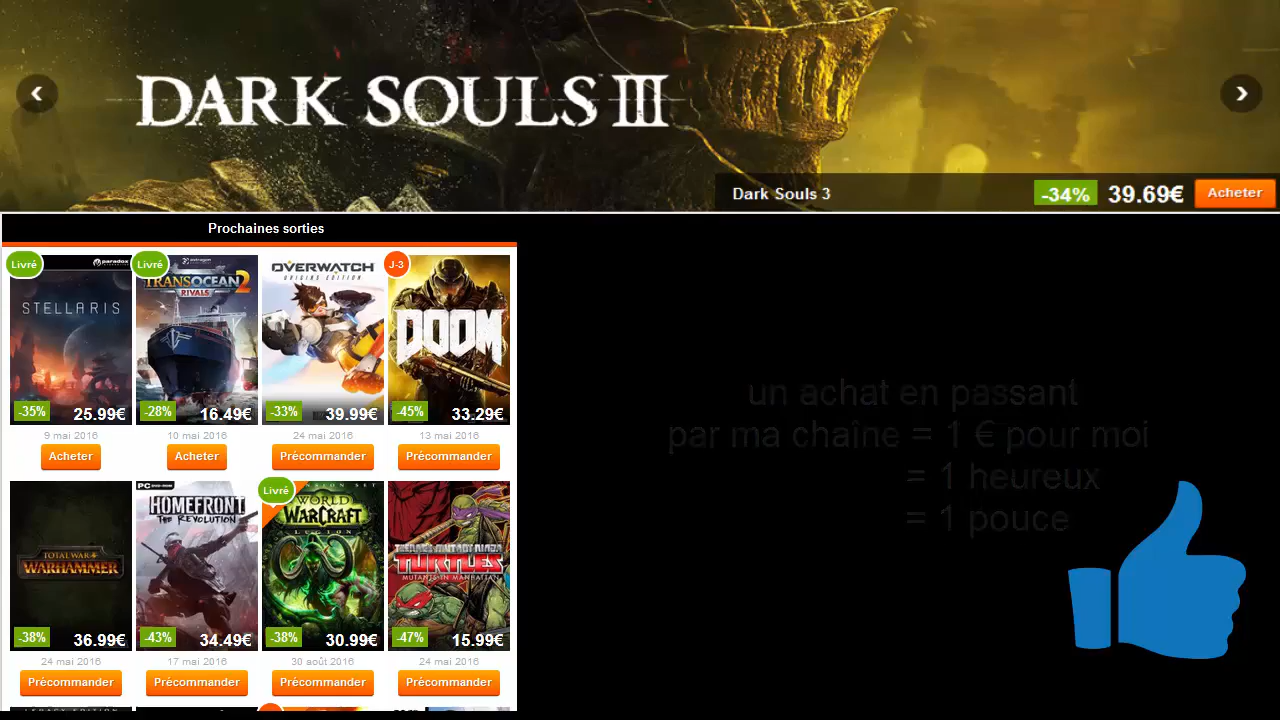 DARK SOULS III
Dark Souls 3
-34% 39.69€ Acheter
Prochaines sorties
Livré Livré J-3
paradox
STELLARIS
TRANSOCEAN 2
RIVALS
OVERWATCH
ORIGINS EDITION
DOOM
-35% 25.99€ -28% 16.49€ -33% 39.99€ -45% 33.29€
9 mai 2016 10 mai 2016 24 mai 2016 13 mai 2016
Acheter Acheter Précommander Précommander
un achat en passant
par ma chaîne = 1 € pour moi
= 1 heureux
= 1 pouce
TOTAL WAR
WARHAMMER
PC
HOMEFRONT
THE REVOLUTION
Livré
WORLD
WARCRAFT
LEGION
TEENAGE MUTANT NINJA
TURTLES
MUTANTS IN MANHATTAN
-38% 36.99€ -43% 34.49€ -38% 30.99€ -47% 15.99€
24 mai 2016 17 mai 2016 30 août 2016 24 mai 2016
Précommander Précommander Précommander Précommander